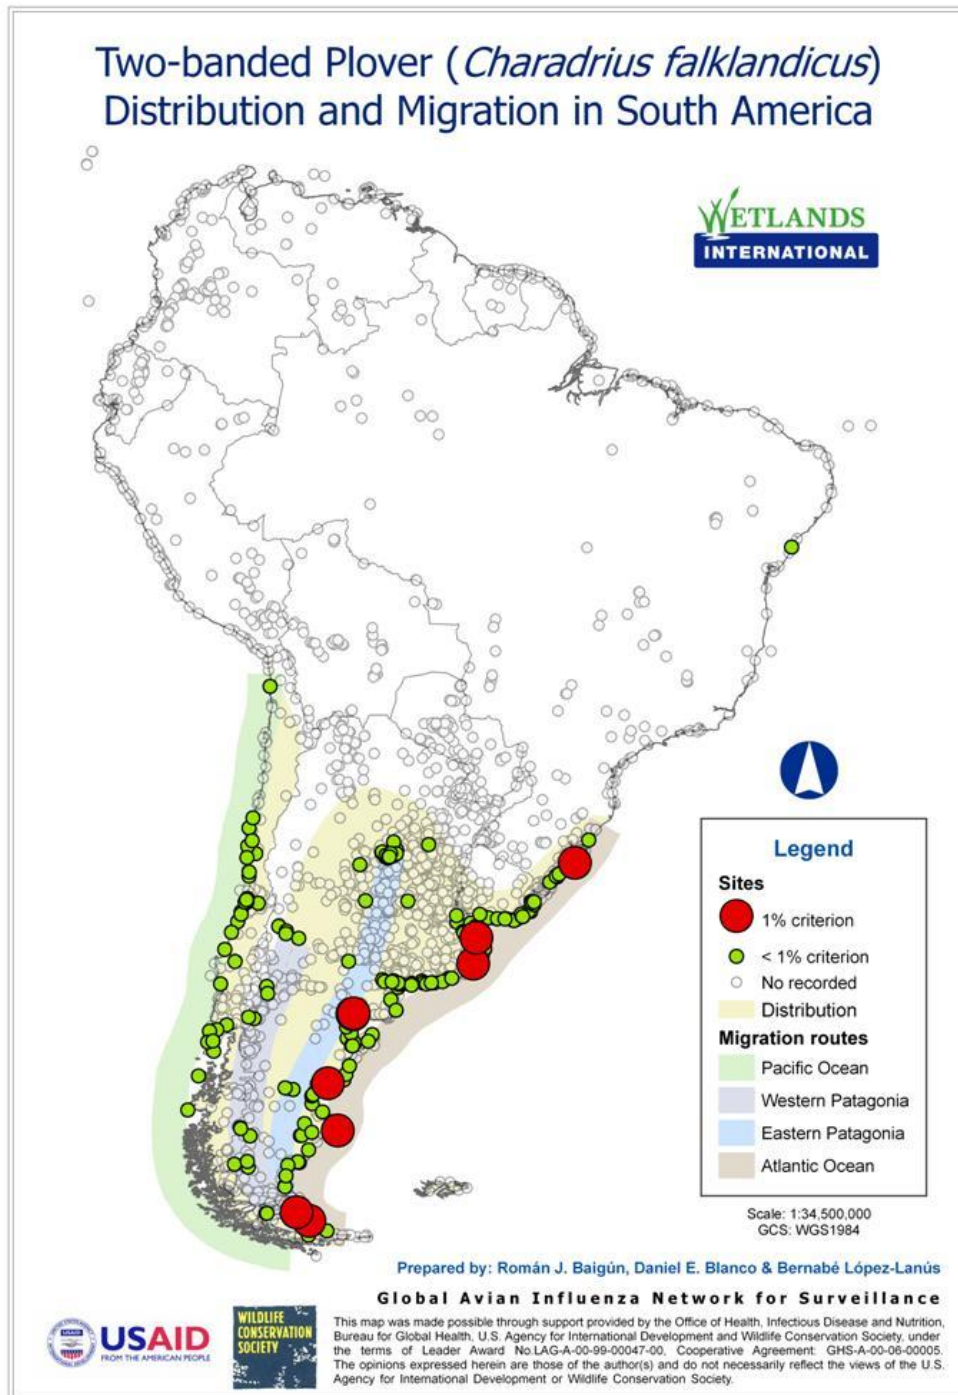 Two-banded Plover (Charadrius falklandicus)
Distribution and Migration in South America
WETLANDS
INTERNATIONAL
Legend
Sites
1% criterion
< 1% criterion
No recorded
Distribution
Migration routes
Pacific Ocean
Western Patagonia
Eastern Patagonia
Atlantic Ocean
Scale: 1:34,500,000
GCS: WGS1984
Prepared by: Román J. Baigún, Daniel E. Blanco & Bernabé López-Lanús
Global Avian Influenza Network for Surveillance
USAID
USAID
FROM THE AMERICAN PEOPLE
WILDLIFE
CONSERVATION
SOCIETY
This map was made possible through support provided by the Office of Health, Infectious Disease and Nutrition,
Bureau for Global Health, U.S. Agency for International Development and Wildlife Conservation Society, under
the terms of Leader Award No.LAG-A-00-99-00047-00, Cooperative Agreement: GHS-A-00-06-00005.
The opinions expressed herein are those of the author(s) and do not necessarily reflect the views of the U.S.
Agency for International Development or Wildlife Conservation Society.